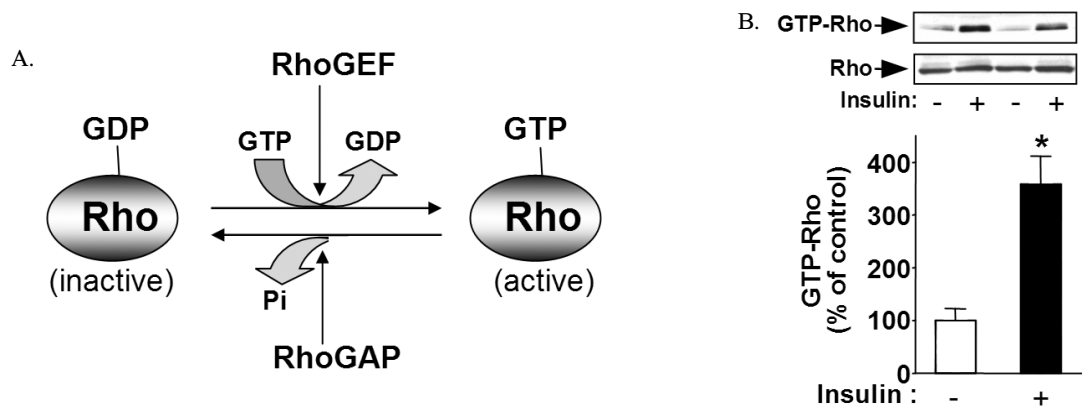 A.
RhoGEF
GDP
GTP
GDP
GTP
Rho
Rho
(inactive)
(active)
Pi
RhoGAP
B.
GTP-Rho
Rho
Insulin: - + - +
*
GTP-Rho
(% of control)
400
300
200
100
0
Insulin : - +